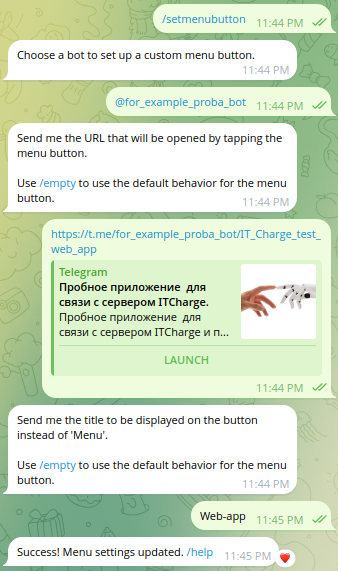 /setmenubutton 11:44 PM
Choose a bot to set up a custom menu button.
11:44 PM
@for_example_proba_bot 11:44 PM
Send me the URL that will be opened by tapping the
menu button.
Use /empty to use the default behavior for the menu
button. 11:44 PM
https://t.me/for_example_proba_bot/IT_Charge_test_
web_app
Telegram
Пробное приложение для
связи с сервером ITCharge.
Пробное приложение для
связи с сервером ITCharge и п...
LAUNCH
11:44 PM
Send me the title to be displayed on the button
instead of 'Menu'.
Use /empty to use the default behavior for the menu
button. 11:44 PM
Web-app 11:45 PM
Success! Menu settings updated. /help 11:45 PM